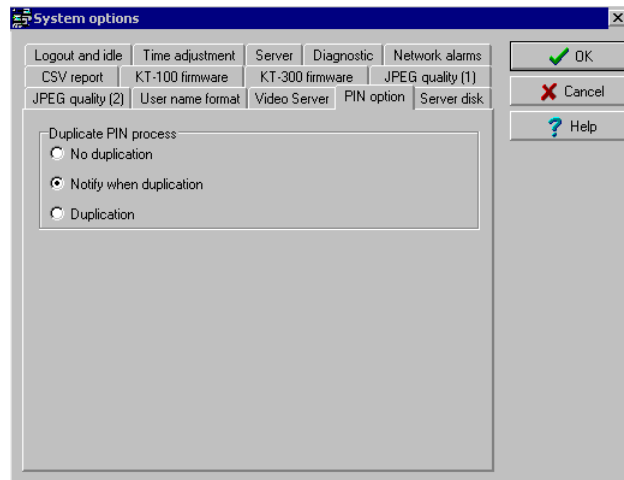 System options
Logout and idle Time adjustment Server Diagnostic Network alarms
CSV report KT-100 firmware KT-300 firmware JPEG quality (1)
JPEG quality (2) User name format Video Server PIN option Server disk
Duplicate PIN process
No duplication
Notify when duplication
Duplication
OK
Cancel
Help